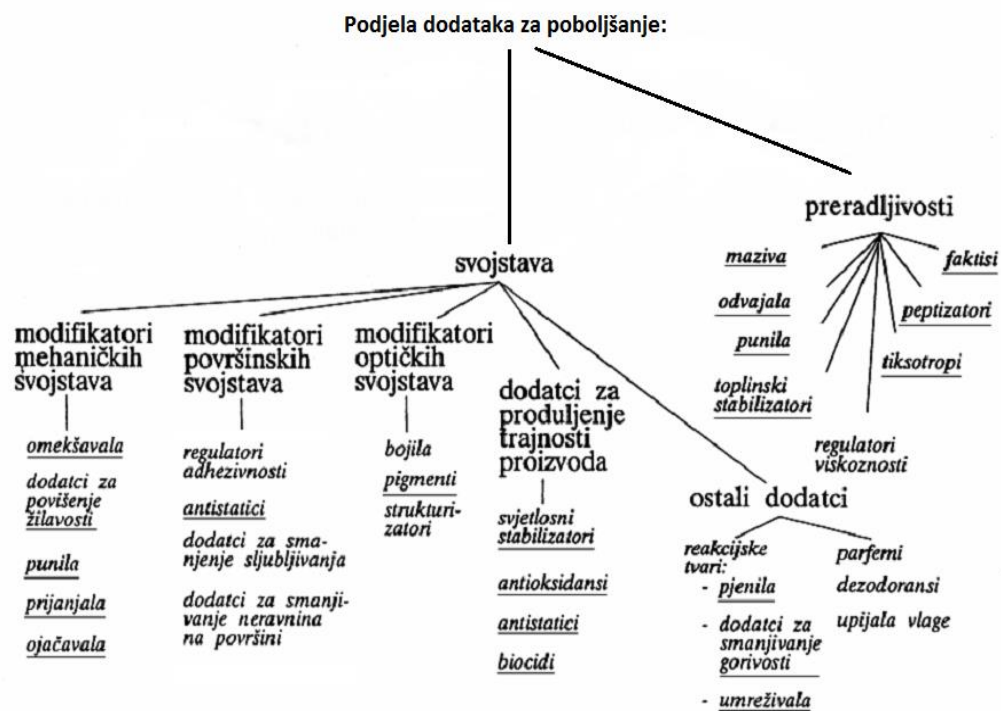 Podjela dodataka za poboljšanje:
preradljivosti
maziva
odvajala
punila
toplinski
stabilizatori
regulatori
viskoznosti
tiksotropi
peptizatori
faktisi
svojstava
modifikatori
mehaničkih
svojstava
omekšavala
dodatci za
povišenje
žilavosti
punila
prijanjala
ojačavala
modifikatori
površinskih
svojstava
regulatori
adhezivnosti
antistatici
dodatci za sma-
njenje sljubljivanja
dodatci za smanji-
vanje neravnina
na površini
modifikatori
optičkih
svojstava
bojila
pigmenti
strukturi-
zatori
dodatci za
produljenje
trajnosti
proizvoda
svjetlosni
stabilizatori
antioksidansi
antistatici
biocidi
ostali dodatci
reakcijske
tvari:
- pjenila
- dodatci za
smanjivanje
gorivosti
- umreživala
parfemi
dezodoransi
upijala vlage